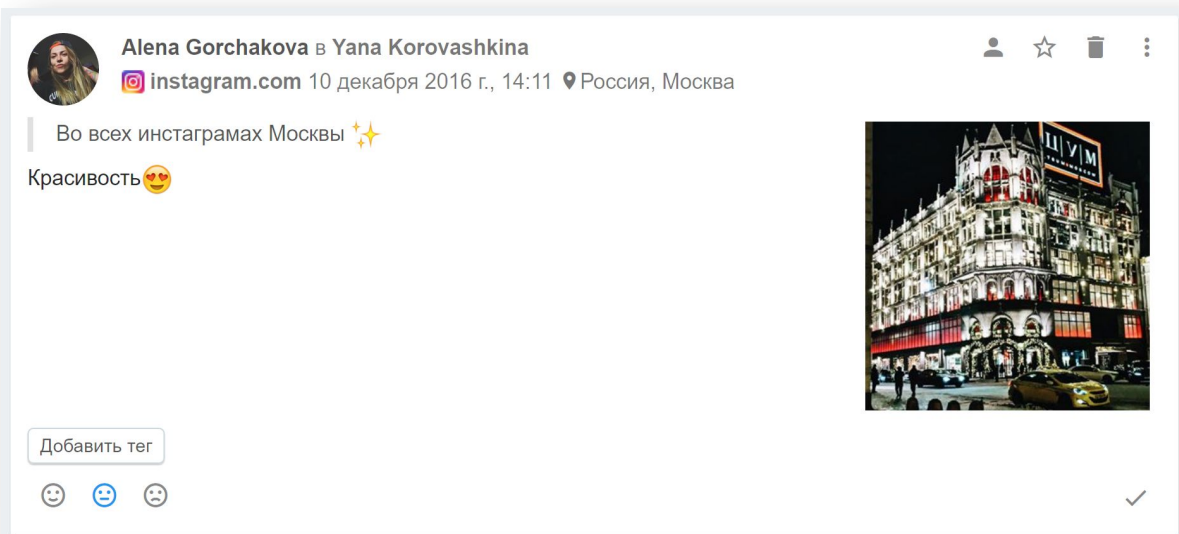 Alena Gorchakova в Yana Korovashkina
instagram.com 10 декабря 2016 г., 14:11 Россия, Москва
Во всех инстаграмах Москвы ✨
Красивость😍
ЦУМ
Добавить тег